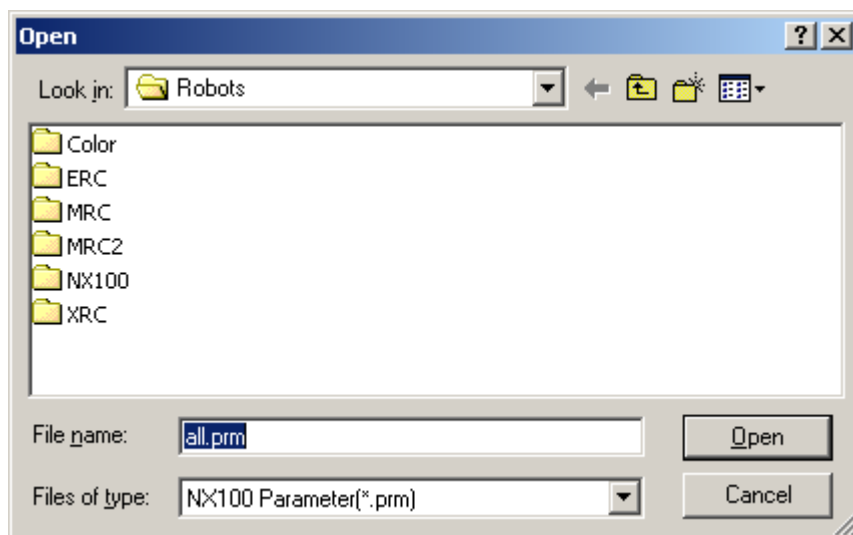 Open
Look in: Robots
Color
ERC
MRC
MRC2
NX100
XRC
File name: all.prm Open
Files of type: NX100 Parameter(*.prm) Cancel